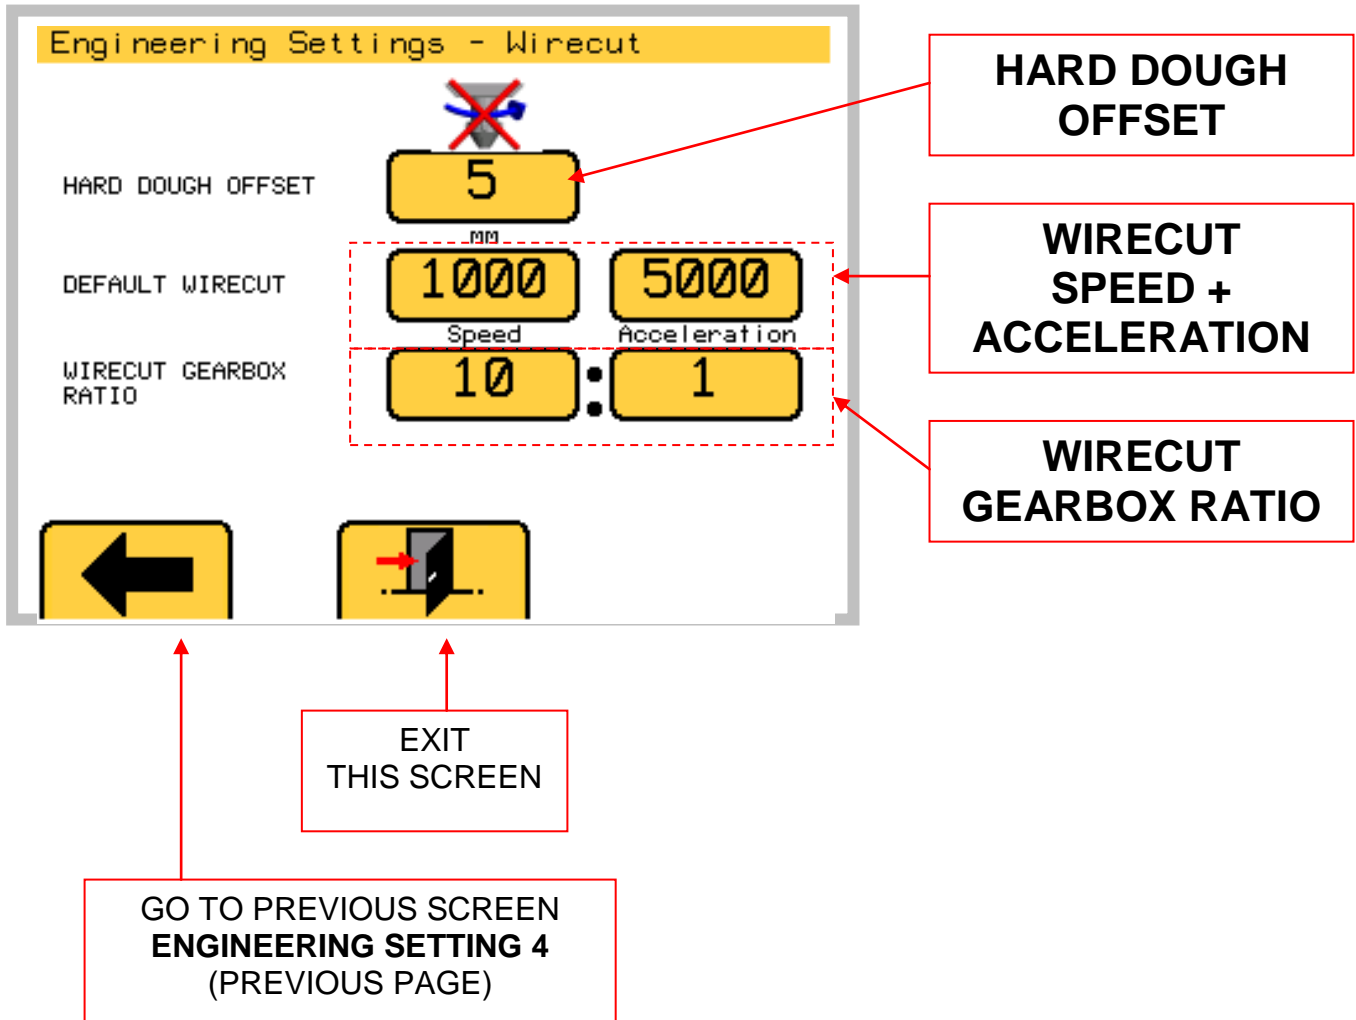 Engineering Settings - Wirecut
HARD DOUGH OFFSET
5
mm
DEFAULT WIRECUT
1000
5000
Speed
Acceleration
WIRECUT GEARBOX
RATIO
10
:
1
HARD DOUGH
OFFSET
WIRECUT
SPEED +
ACCELERATION
WIRECUT
GEARBOX RATIO
EXIT
THIS SCREEN
GO TO PREVIOUS SCREEN
ENGINEERING SETTING 4
(PREVIOUS PAGE)